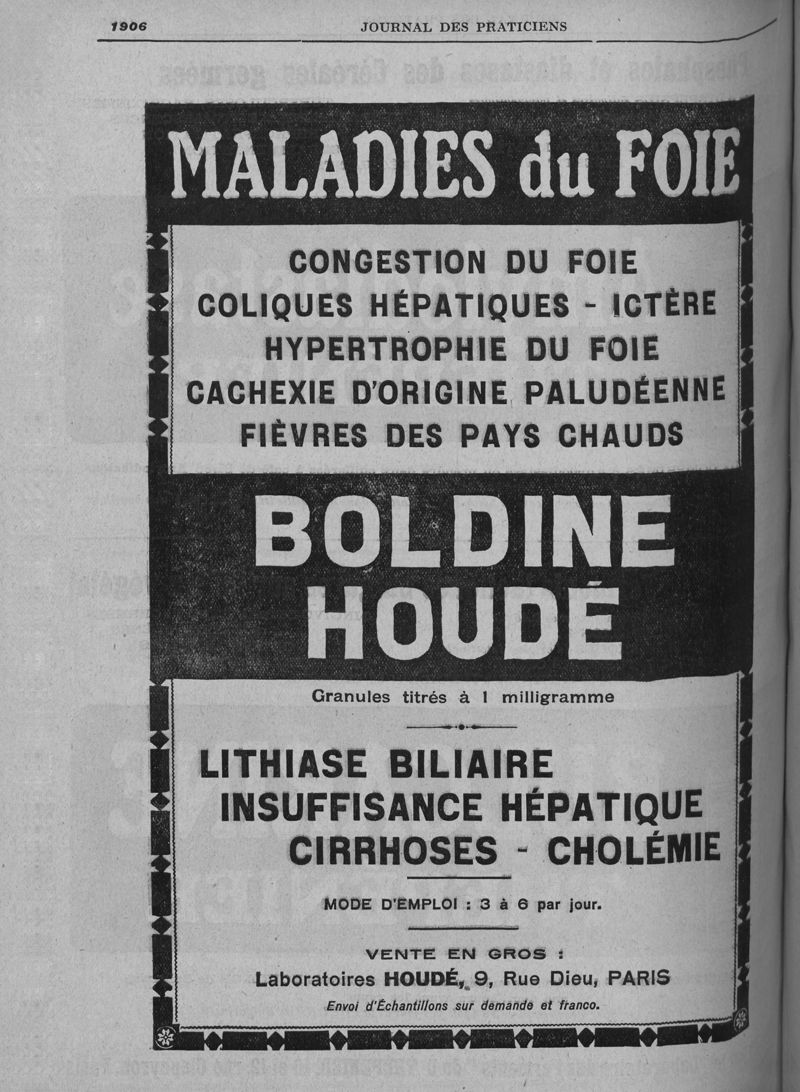 1906
JOURNAL DES PRATICIENS
MALADIES du FOIE
CONGESTION DU FOIE
COLIQUES HÉPATIQUES - ICTÈRE
HYPERTROPHIE DU FOIE
CACHEXIE D'ORIGINE PALUDÉENNE
FIÈVRES DES PAYS CHAUDS
BOLDINE
HOUDÉ
Granules titrés à 1 milligramme
LITHIASE BILIAIRE
INSUFFISANCE HÉPATIQUE
CIRRHOSES - CHOLÉMIE
MODE D'EMPLOI : 3 à 6 par jour.
VENTE EN GROS :
Laboratoires HOUDÉ, 9, Rue Dieu, PARIS
Envoi d'Échantillons sur demande et franco.